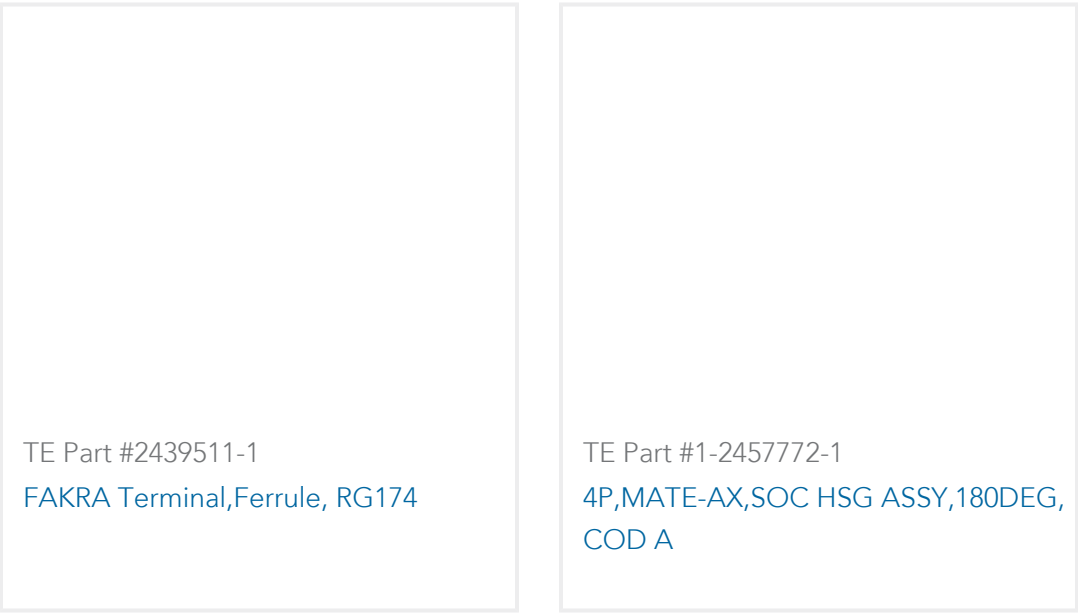 TE Part #2439511-1
FAKRA Terminal,Ferrule, RG174
TE Part #1-2457772-1
4P,MATE-AX,SOC HSG ASSY,180DEG,
COD A